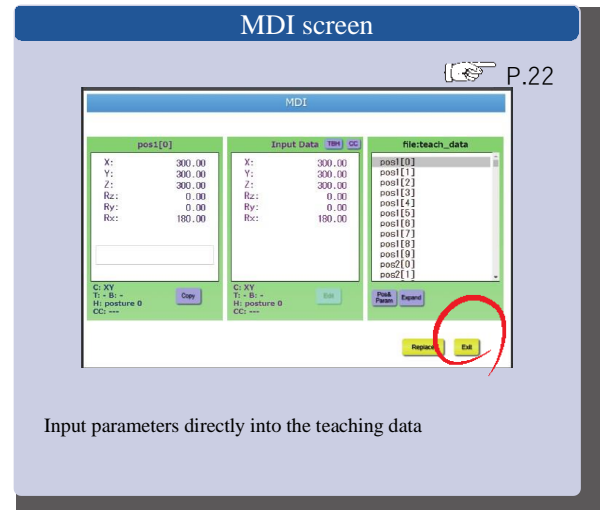 MDI screen
P.22
MDI
pos1[0]
X: 300.00
Y: 300.00
Z: 300.00
Rz: 0.00
Ry: 0.00
Rx: 180.00
C: XY
T: - B: -
H: posture 0
CC: ---
Copy
Input Data TBH CC
X: 300.00
Y: 300.00
Z: 300.00
Rz: 0.00
Ry: 0.00
Rx: 180.00
C: XY
T: - B: -
H: posture 0
CC: ---
Edit
file:teach_data
pos1[0]
pos1[1]
pos1[2]
pos1[3]
pos1[4]
pos1[5]
pos1[6]
pos1[7]
pos1[8]
pos1[9]
pos2[0]
pos2[1]
Pos&
Param
Expand
Replace
Exit
Input parameters directly into the teaching data